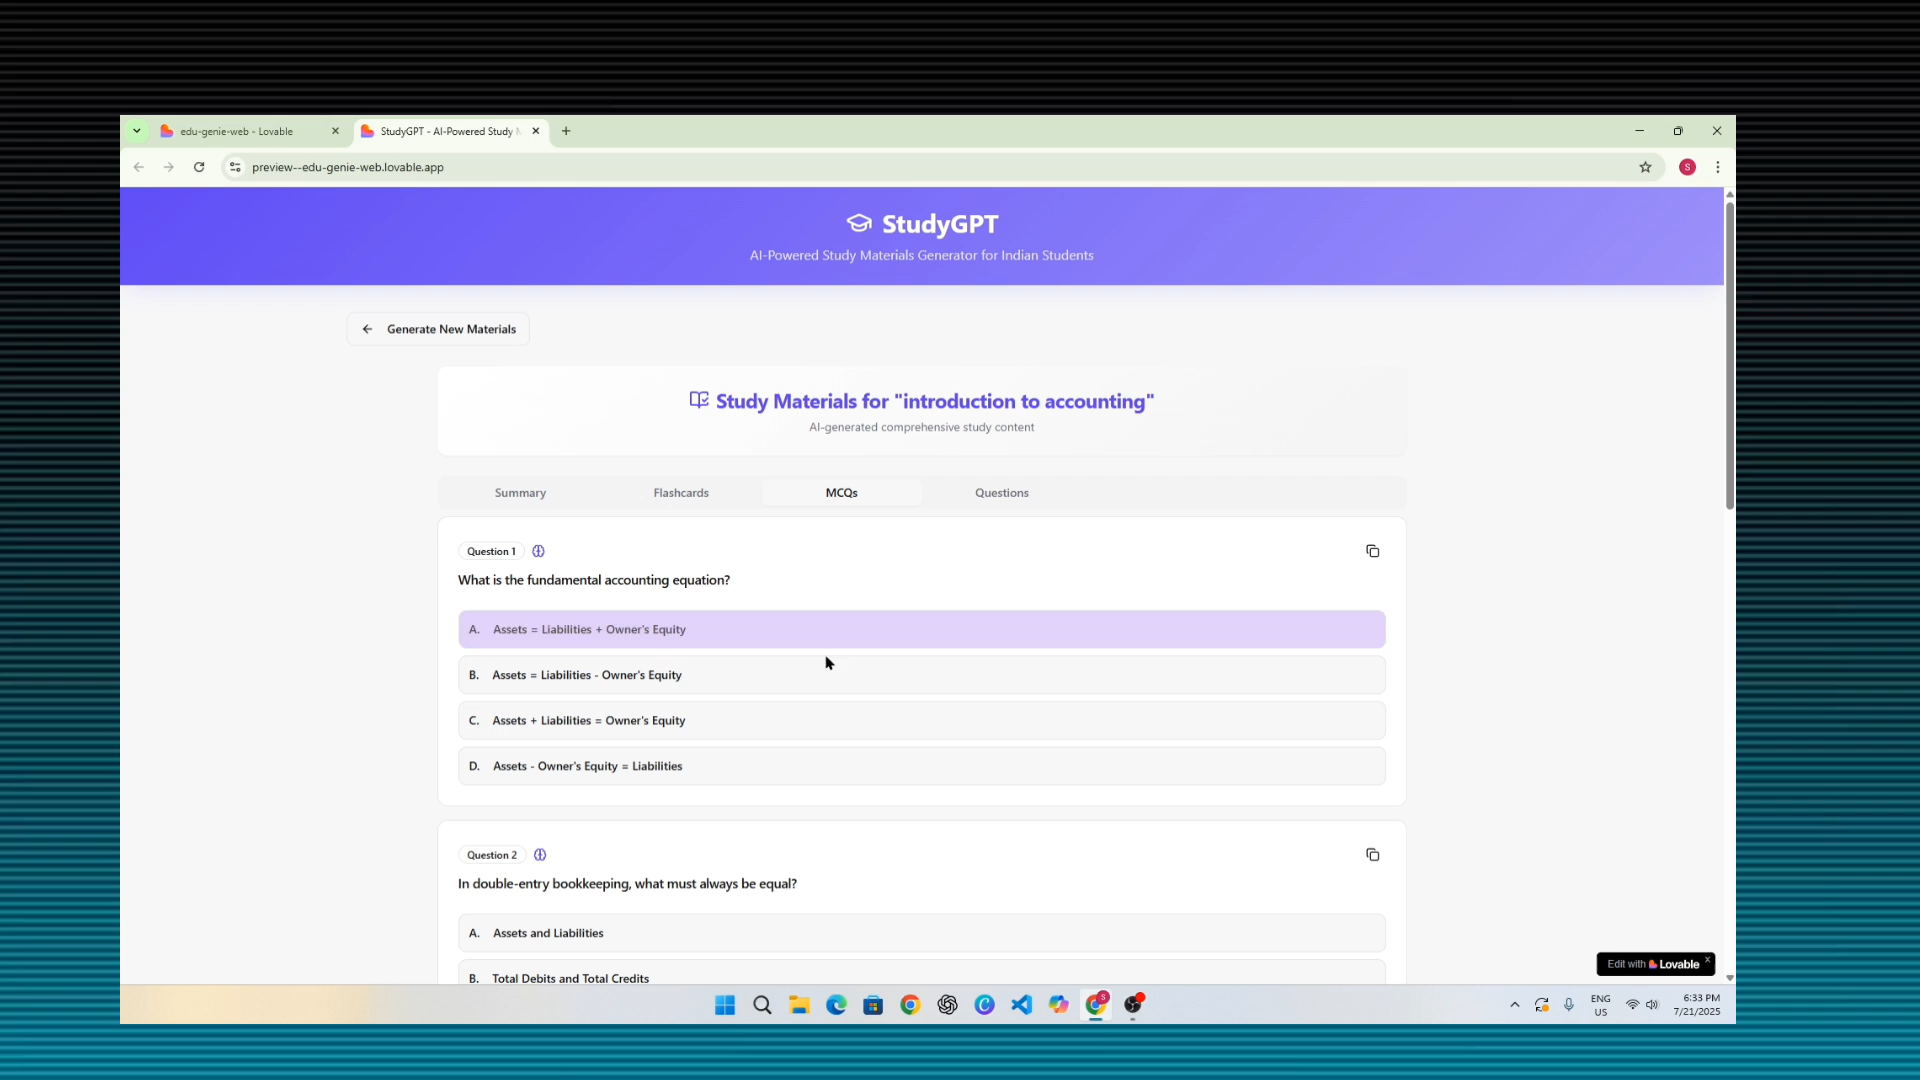 edu-genie-web - Lovable
StudyGPT - AI-Powered Study
preview--edu-genie-web.lovable.app
S
StudyGPT
AI-Powered Study Materials Generator for Indian Students
Generate New Materials
Study Materials for "introduction to accounting"
AI-generated comprehensive study content
Summary Flashcards MCQs Questions
Question 1
What is the fundamental accounting equation?
A. Assets = Liabilities + Owner's Equity
B. Assets = Liabilities - Owner's Equity
C. Assets + Liabilities = Owner's Equity
D. Assets - Owner's Equity = Liabilities
Question 2
In double-entry bookkeeping, what must always be equal?
A. Assets and Liabilities
B. Total Debits and Total Credits
Edit with Lovable
S
ENG
US
6:33 PM
7/21/2025